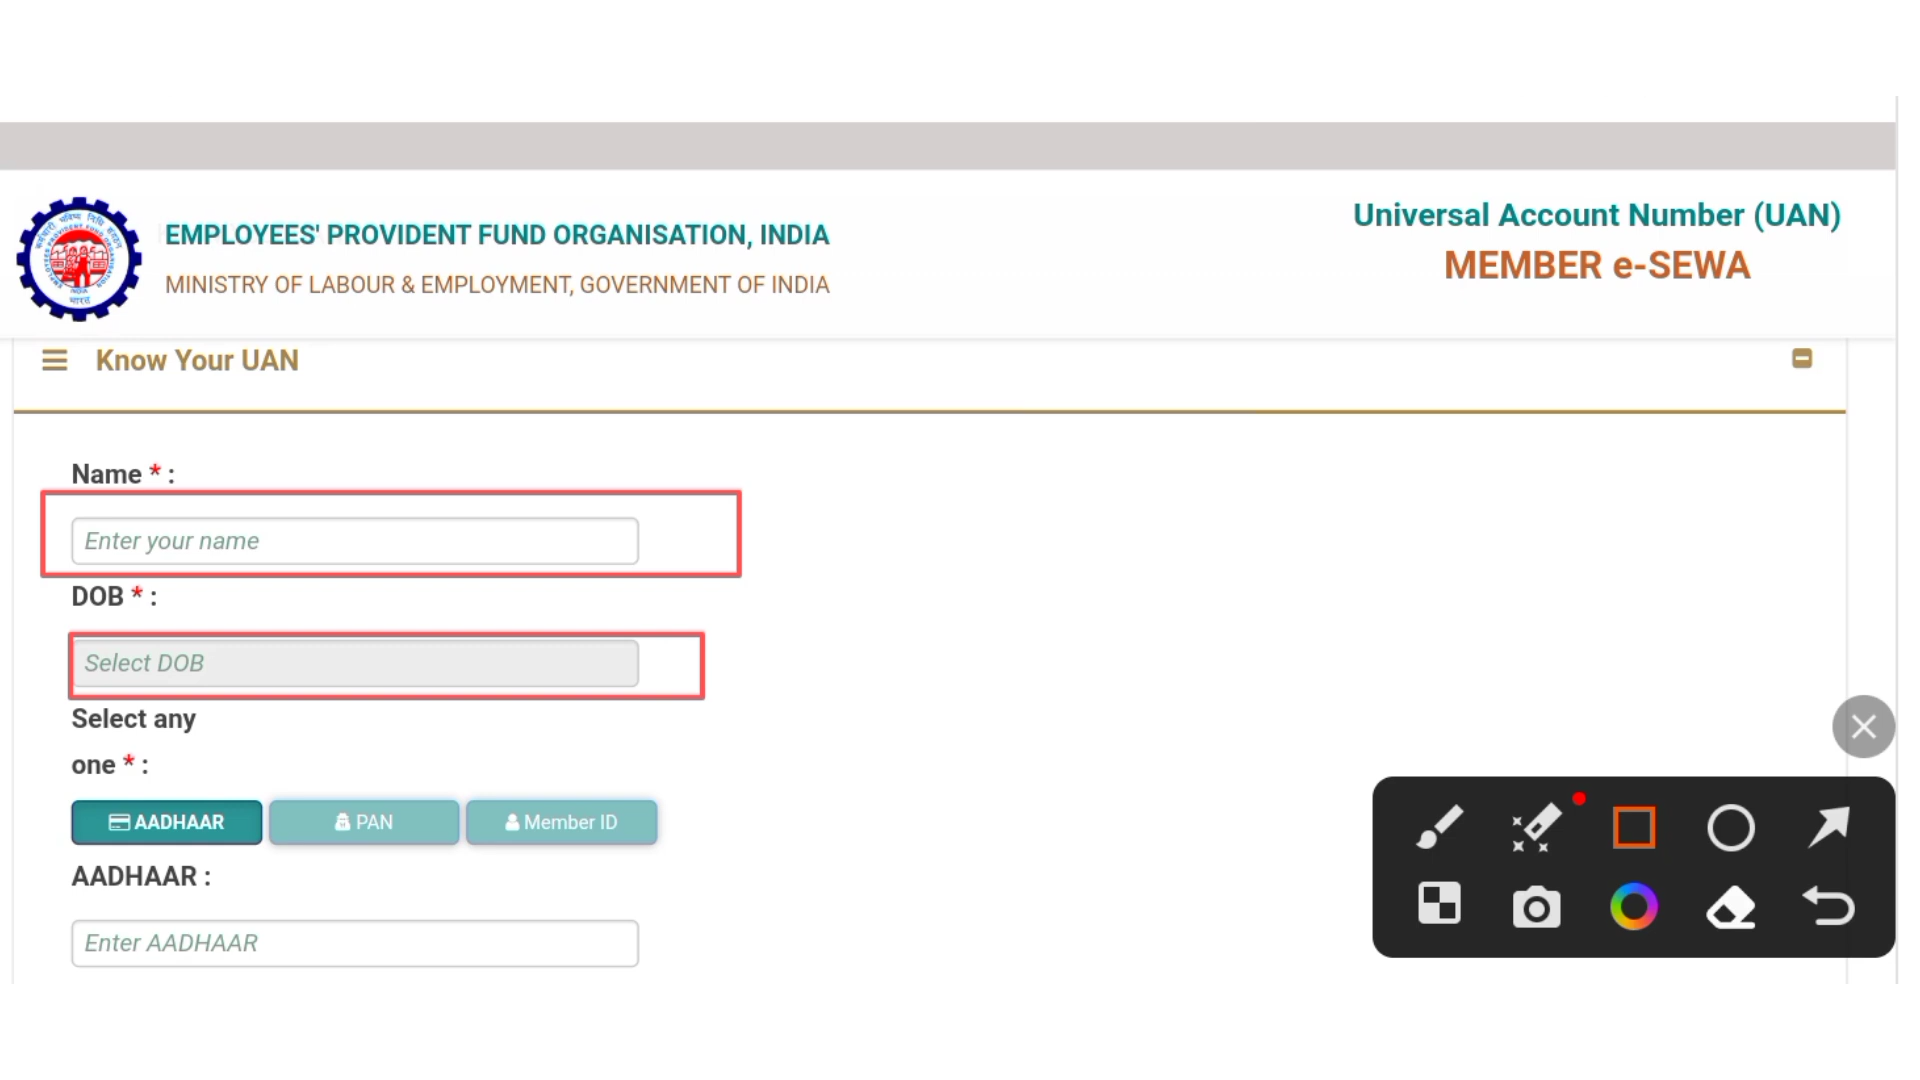 EMPLOYEES' PROVIDENT FUND ORGANISATION, INDIA
MINISTRY OF LABOUR & EMPLOYMENT, GOVERNMENT OF INDIA
Universal Account Number (UAN)
MEMBER e-SEWA
Know Your UAN
Name * :
Enter your name
DOB * :
Select DOB
Select any
one * :
AADHAAR
PAN
Member ID
AADHAAR :
Enter AADHAAR